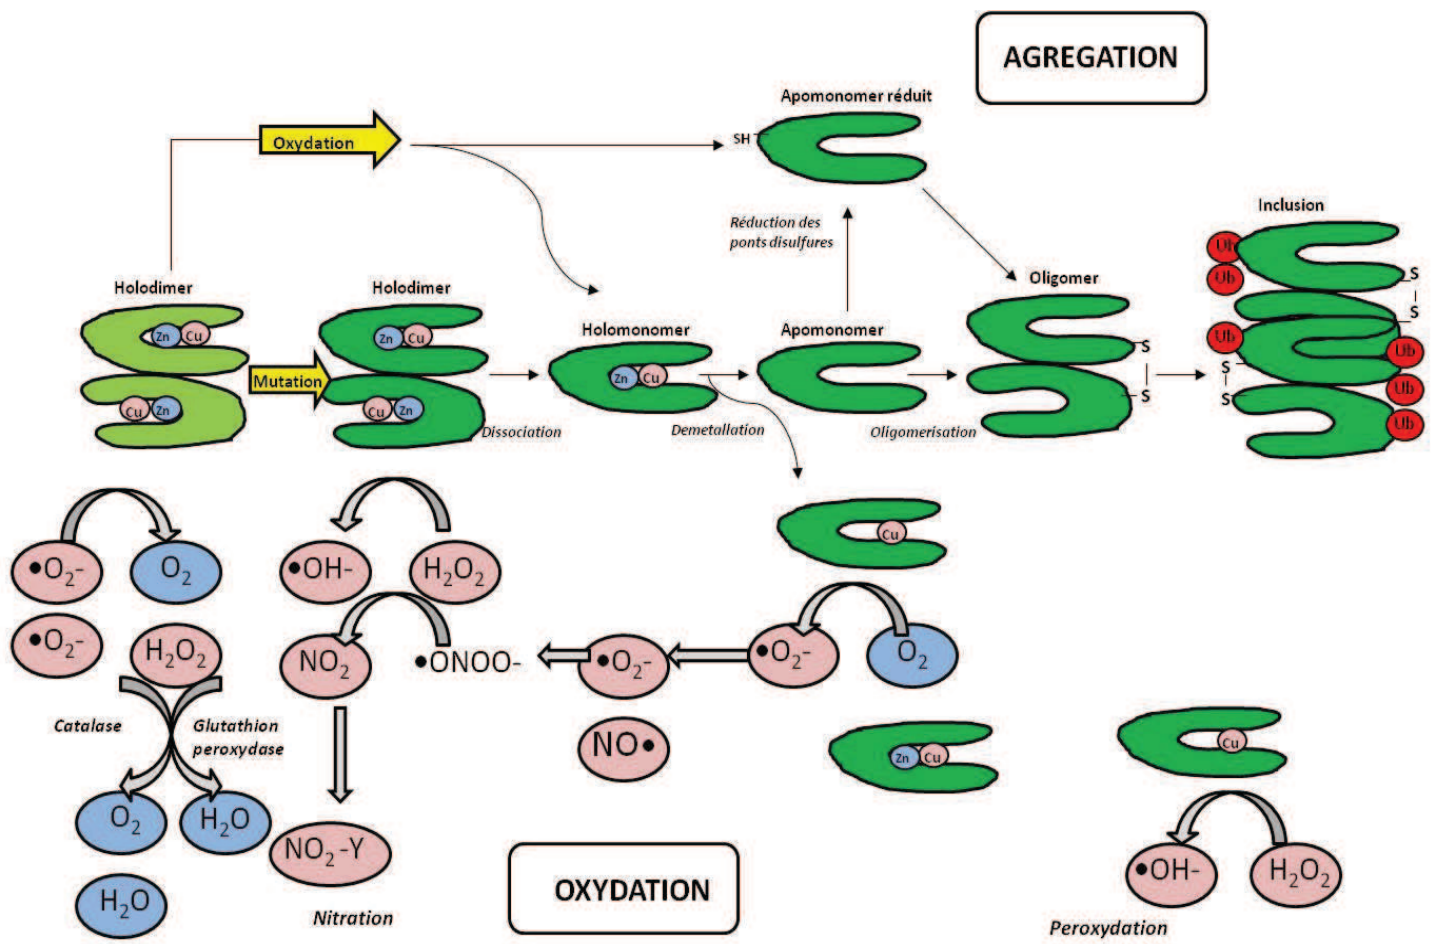 AGREGATION
Apomonomer réduit
SH
Oxydation
Réduction des
ponts disulfures
Inclusion
Ub
Ub
Holodimer
Holodimer
Holomonomer
Apomonomer
Oligomer
S
S
Zn Cu
Zn Cu
Zn Cu
S
S
Ub
Ub
S
S
Ub
Ub
Mutation
Cu Zn
Cu Zn
Dissociation
Demetallation
Oligomerisation
Cu
•O2-
O2
•OH-
H2O2
•O2-
H2O2
NO2
•ONOO-
•O2-
•O2-
O2
Catalase
Glutathion
peroxydase
NO•
Zn Cu
Cu
O2
H2O
NO2-Y
•OH-
H2O2
H2O
Nitration
OXYDATION
Peroxydation